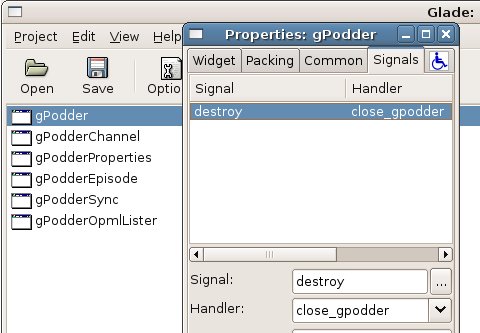 Glade:
Project Edit View Help
Open Save Optio
gPodder
gPodderChannel
gPodderProperties
gPodderEpisode
gPodderSync
gPodderOpmlLister
Properties: gPodder
Widget Packing Common Signals
Signal Handler
destroy close_gpodder
Signal: destroy ...
Handler: close_gpodder